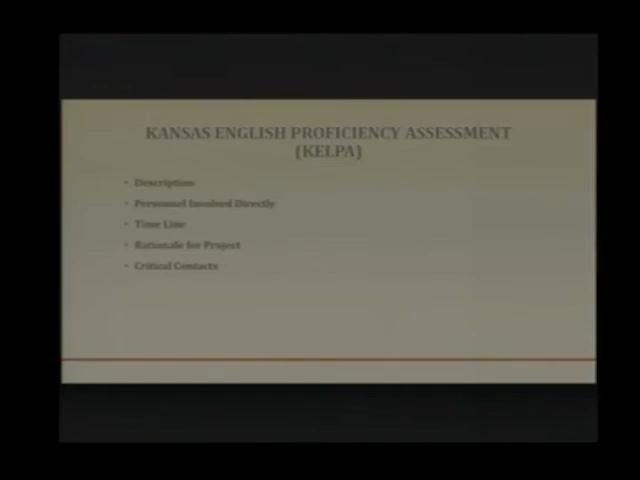 KANSAS ENGLISH PROFICIENCY ASSESSMENT
(KELPA)
• Description
• Personnel Involved Directly
• Time Line
• Rationale for Project
• Critical Contacts